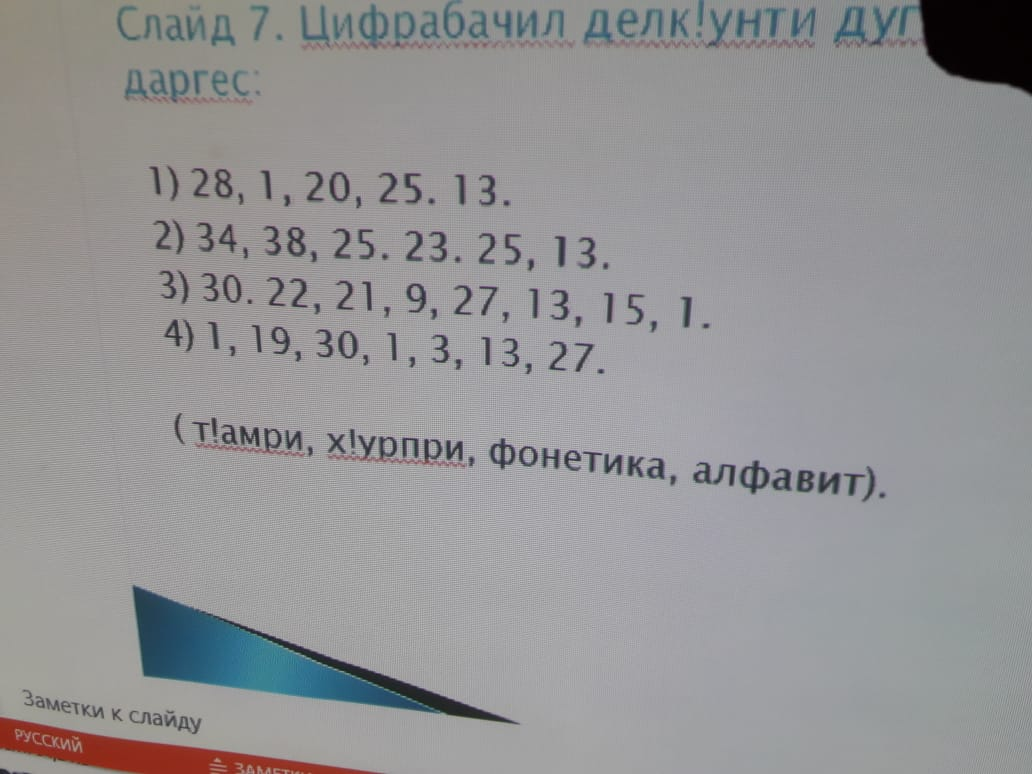 Слайд 7. Цифрабачил делк!унти
даргес:
1) 28, 1, 20, 25. 13.
2) 34, 38, 25. 23. 25, 13.
3) 30. 22, 21, 9, 27, 13, 15, 1.
4) 1, 19, 30, 1, 3, 13, 27.
( т!амри, х!урпри, фонетика, алфавит).
Заметки к слайду
РУССКИЙ